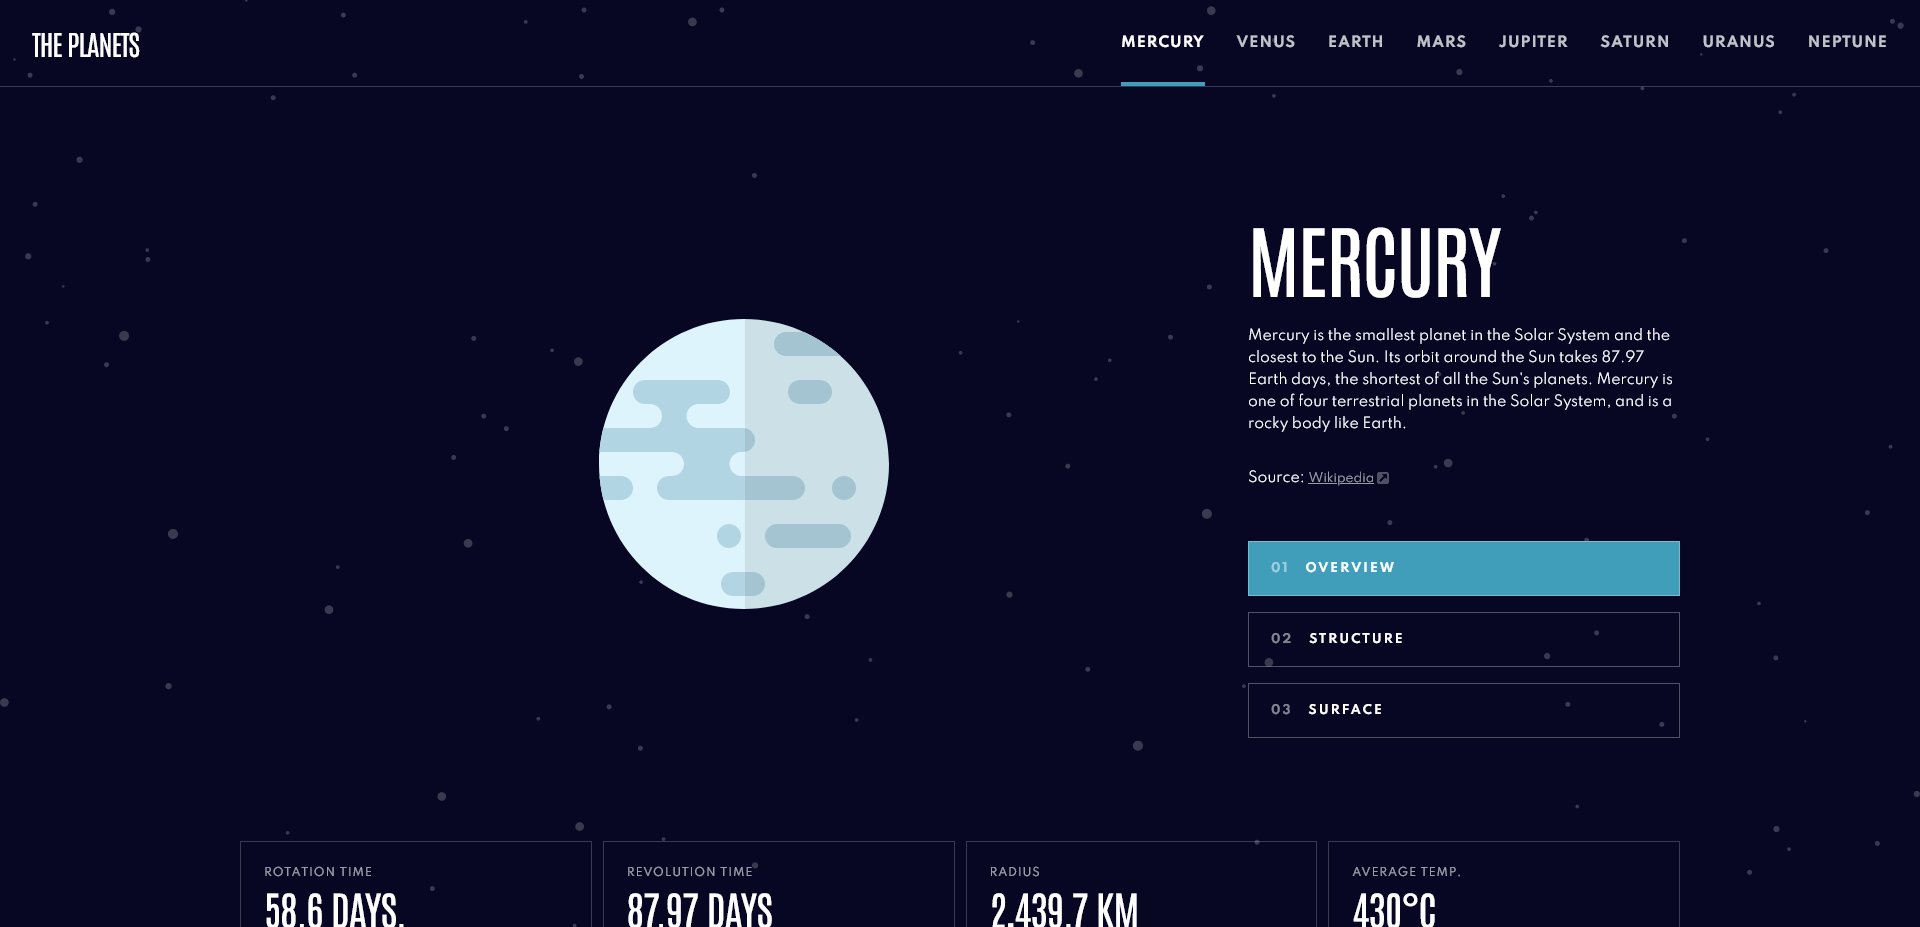 THE PLANETS
MERCURY VENUS EARTH MARS JUPITER SATURN URANUS NEPTUNE
MERCURY
Mercury is the smallest planet in the Solar System and the
closest to the Sun. Its orbit around the Sun takes 87.97
Earth days, the shortest of all the Sun's planets. Mercury is
one of four terrestrial planets in the Solar System, and is a
rocky body like Earth.
Source: Wikipedia
01 OVERVIEW
02 STRUCTURE
03 SURFACE
ROTATION TIME
58.6 DAYS.
REVOLUTION TIME
87.97 DAYS
RADIUS
2,439.7 KM
AVERAGE TEMP.
430°C